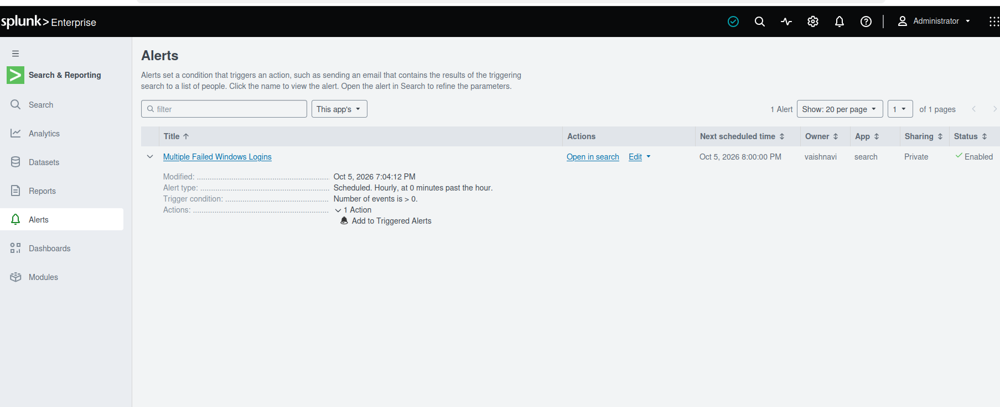 splunk> Enterprise
Administrator
Search & Reporting
Search
Analytics
Datasets
Reports
Alerts
Dashboards
Modules
Alerts
Alerts set a condition that triggers an action, such as sending an email that contains the results of the triggering
search to a list of people. Click the name to view the alert. Open the alert in Search to refine the parameters.
filter
This app's
1 Alert
Show: 20 per page
1
of 1 pages
Title Actions Next scheduled time Owner App Sharing Status
Multiple Failed Windows Logins Open in search Edit Oct 5, 2026 8:00:00 PM vaishnavi search Private Enabled
Modified: ............................................................ Oct 5, 2026 7:04:12 PM
Alert type: .......................................................... Scheduled. Hourly, at 0 minutes past the hour.
Trigger condition: ............................................... Number of events is > 0.
Actions: ............................................................. 1 Action
Add to Triggered Alerts